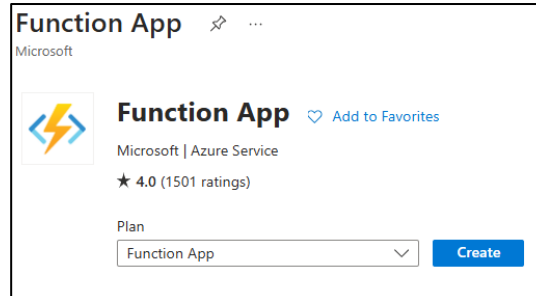 Function App
Microsoft
Function App Add to Favorites
Microsoft | Azure Service
★ 4.0 (1501 ratings)
Plan
Function App Create